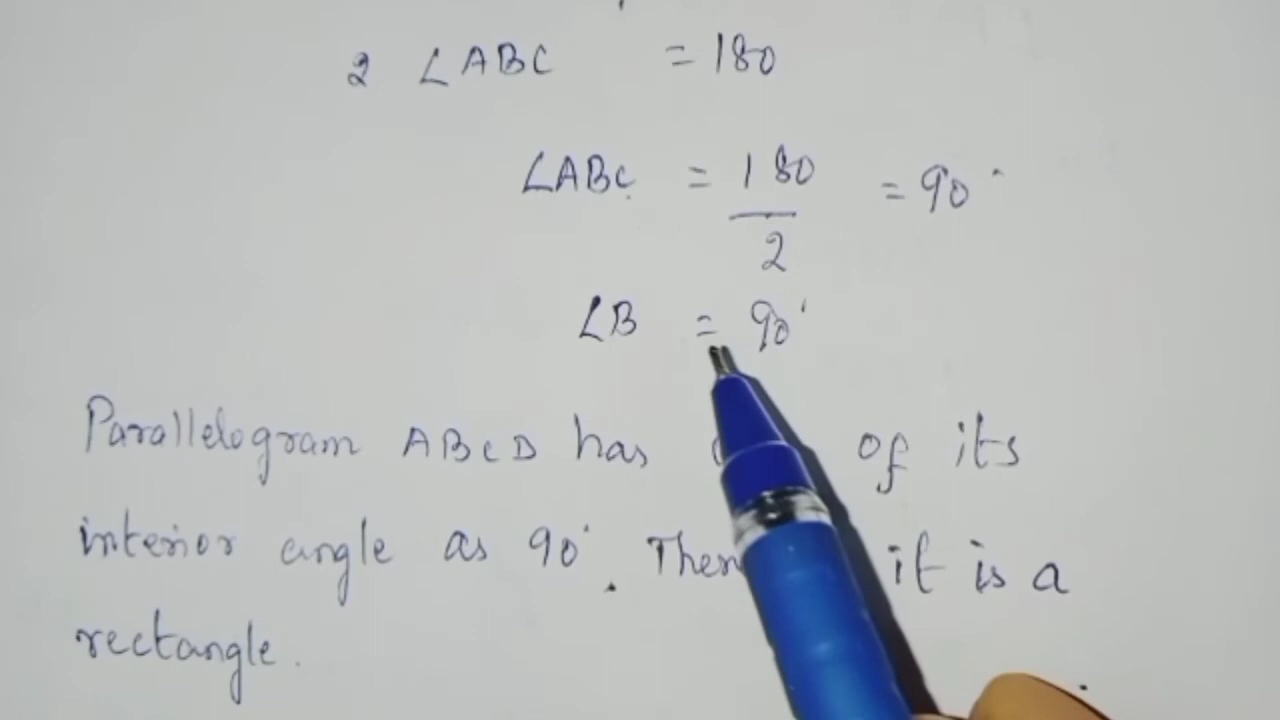 2 ∠ABC = 180
∠ABC = 180/2 = 90°
∠B = 90°
Parallelogram ABCD has of its
interior angle as 90°. Then it is a
rectangle.